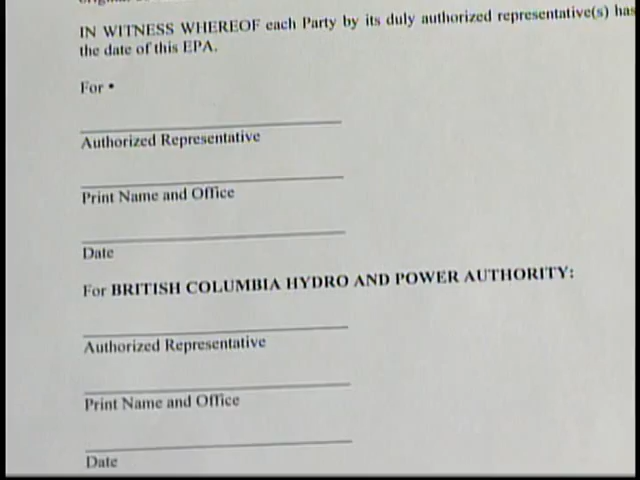 IN WITNESS WHEREOF each Party by its duly authorized representative(s) has
the date of this EPA.
For •
Authorized Representative
Print Name and Office
Date
For BRITISH COLUMBIA HYDRO AND POWER AUTHORITY:
Authorized Representative
Print Name and Office
Date